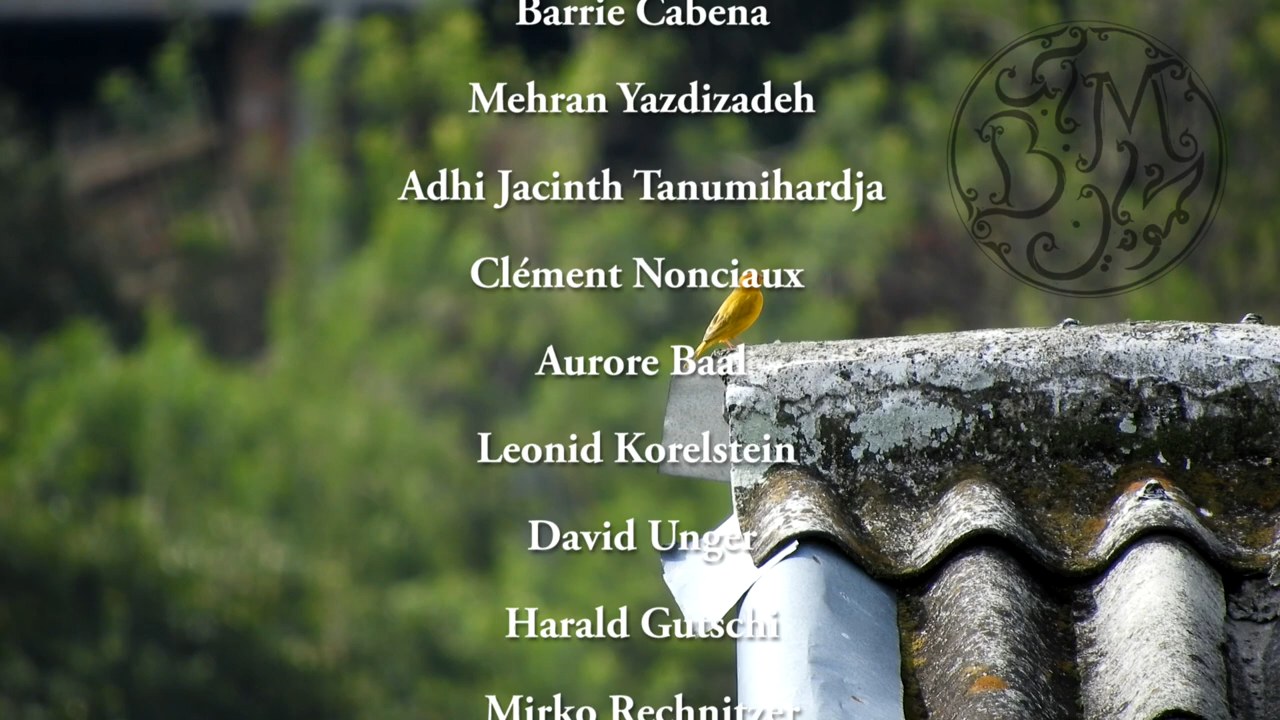 Barrie Cabena
Mehran Yazdizadeh
Adhi Jacinth Tanumihardja
Clément Nonciaux
Aurore Baal
Leonid Korelstein
David Unger
Harald Gutschi
Mirko Rechnitzer
B M